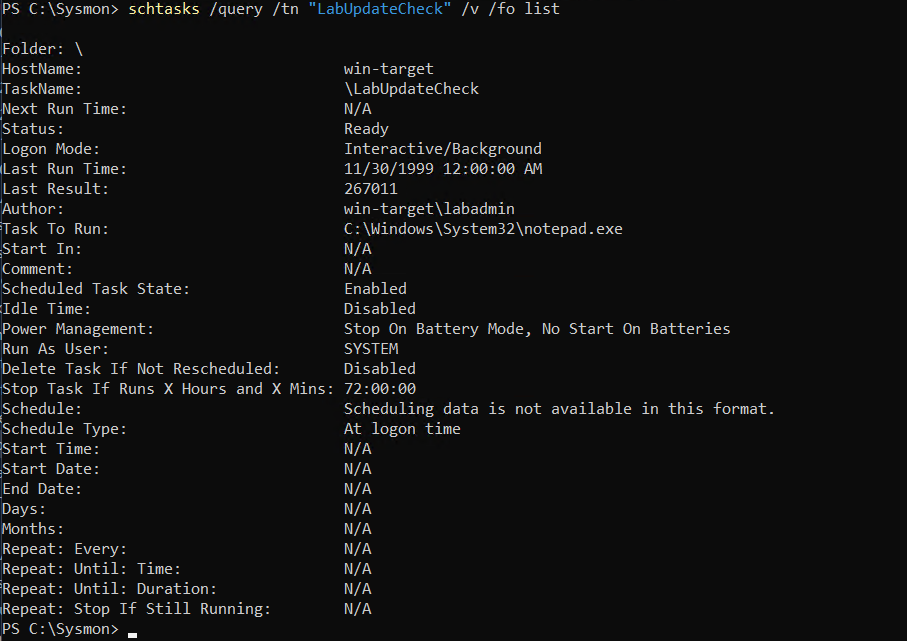 PS C:\Sysmon> schtasks /query /tn "LabUpdateCheck" /v /fo list
Folder: \
HostName: win-target
TaskName: \LabUpdateCheck
Next Run Time: N/A
Status: Ready
Logon Mode: Interactive/Background
Last Run Time: 11/30/1999 12:00:00 AM
Last Result: 267011
Author: win-target\labadmin
Task To Run: C:\Windows\System32\notepad.exe
Start In: N/A
Comment: N/A
Scheduled Task State: Enabled
Idle Time: Disabled
Power Management: Stop On Battery Mode, No Start On Batteries
Run As User: SYSTEM
Delete Task If Not Rescheduled: Disabled
Stop Task If Runs X Hours and X Mins: 72:00:00
Schedule: Scheduling data is not available in this format.
Schedule Type: At logon time
Start Time: N/A
Start Date: N/A
End Date: N/A
Days: N/A
Months: N/A
Repeat: Every: N/A
Repeat: Until: Time: N/A
Repeat: Until: Duration: N/A
Repeat: Stop If Still Running: N/A
PS C:\Sysmon>